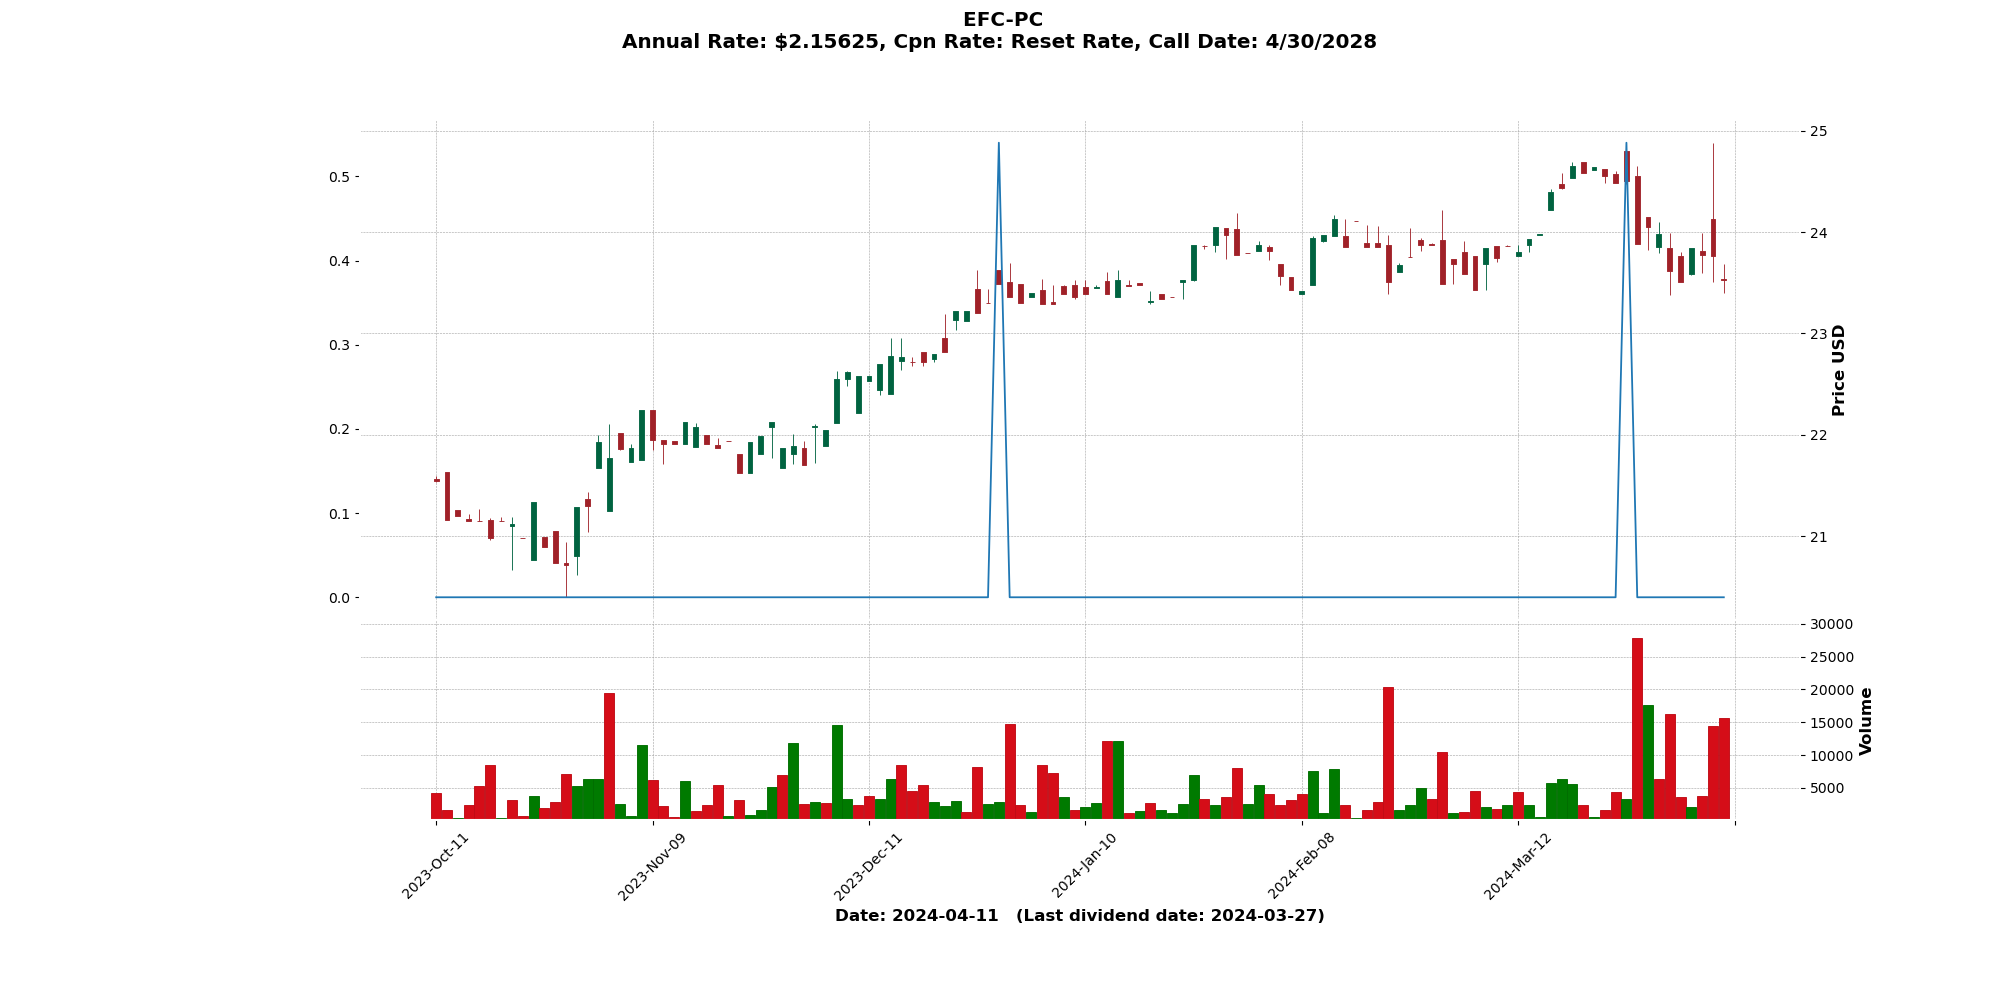 EFC-PC
Annual Rate: $2.15625, Cpn Rate: Reset Rate, Call Date: 4/30/2028
0.5
0.4
0.3
0.2
0.1
0.0
25
24
23
22
21
Price USD
30000
25000
20000
15000
10000
5000
Volume
2023-Oct-11
2023-Nov-09
2023-Dec-11
2024-Jan-10
2024-Feb-08
2024-Mar-12
Date: 2024-04-11 (Last dividend date: 2024-03-27)